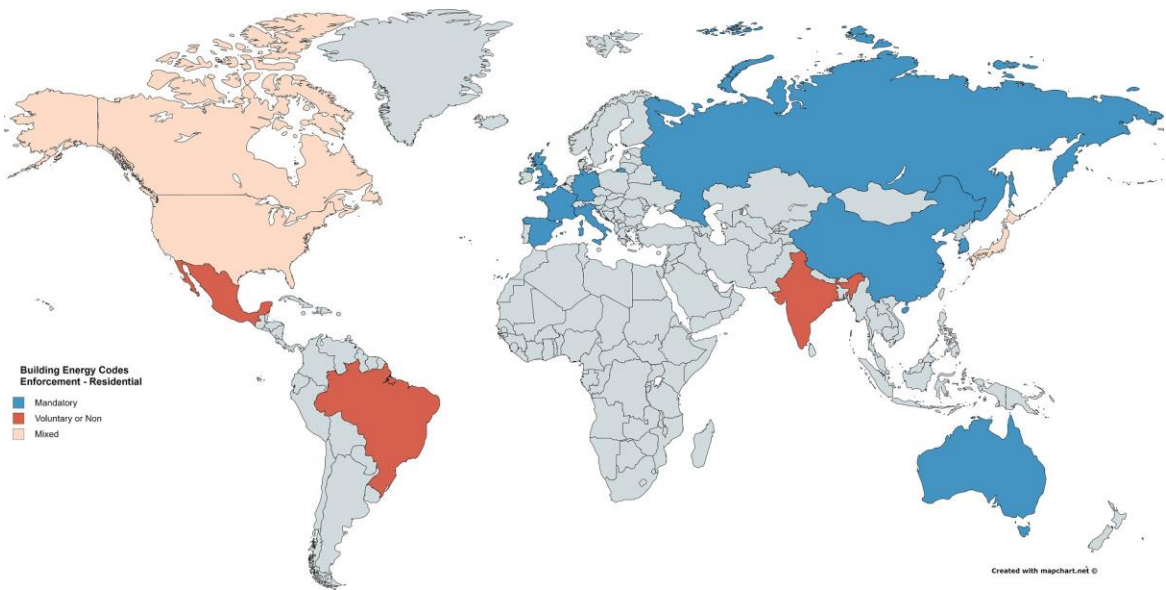 Building Energy Codes
Enforcement - Residential
Mandatory
Voluntary or Non
Mixed
Created with mapchart.net ©